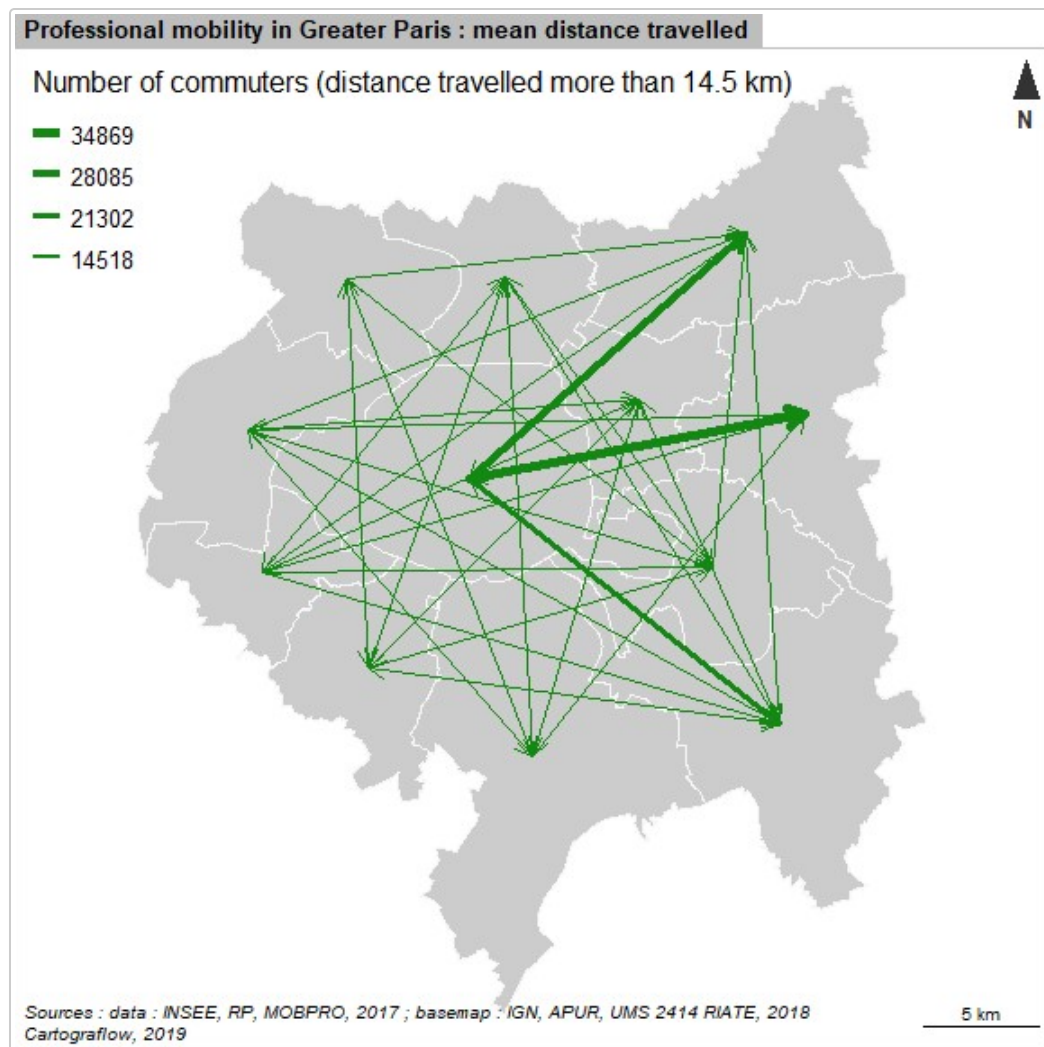 Professional mobility in Greater Paris : mean distance travelled
Number of commuters (distance travelled more than 14.5 km)
34869
28085
21302
14518
N
Sources : data : INSEE, RP, MOBPRO, 2017 ; basemap : IGN, APUR, UMS 2414 RIATE, 2018
Cartograflow, 2019
5 km